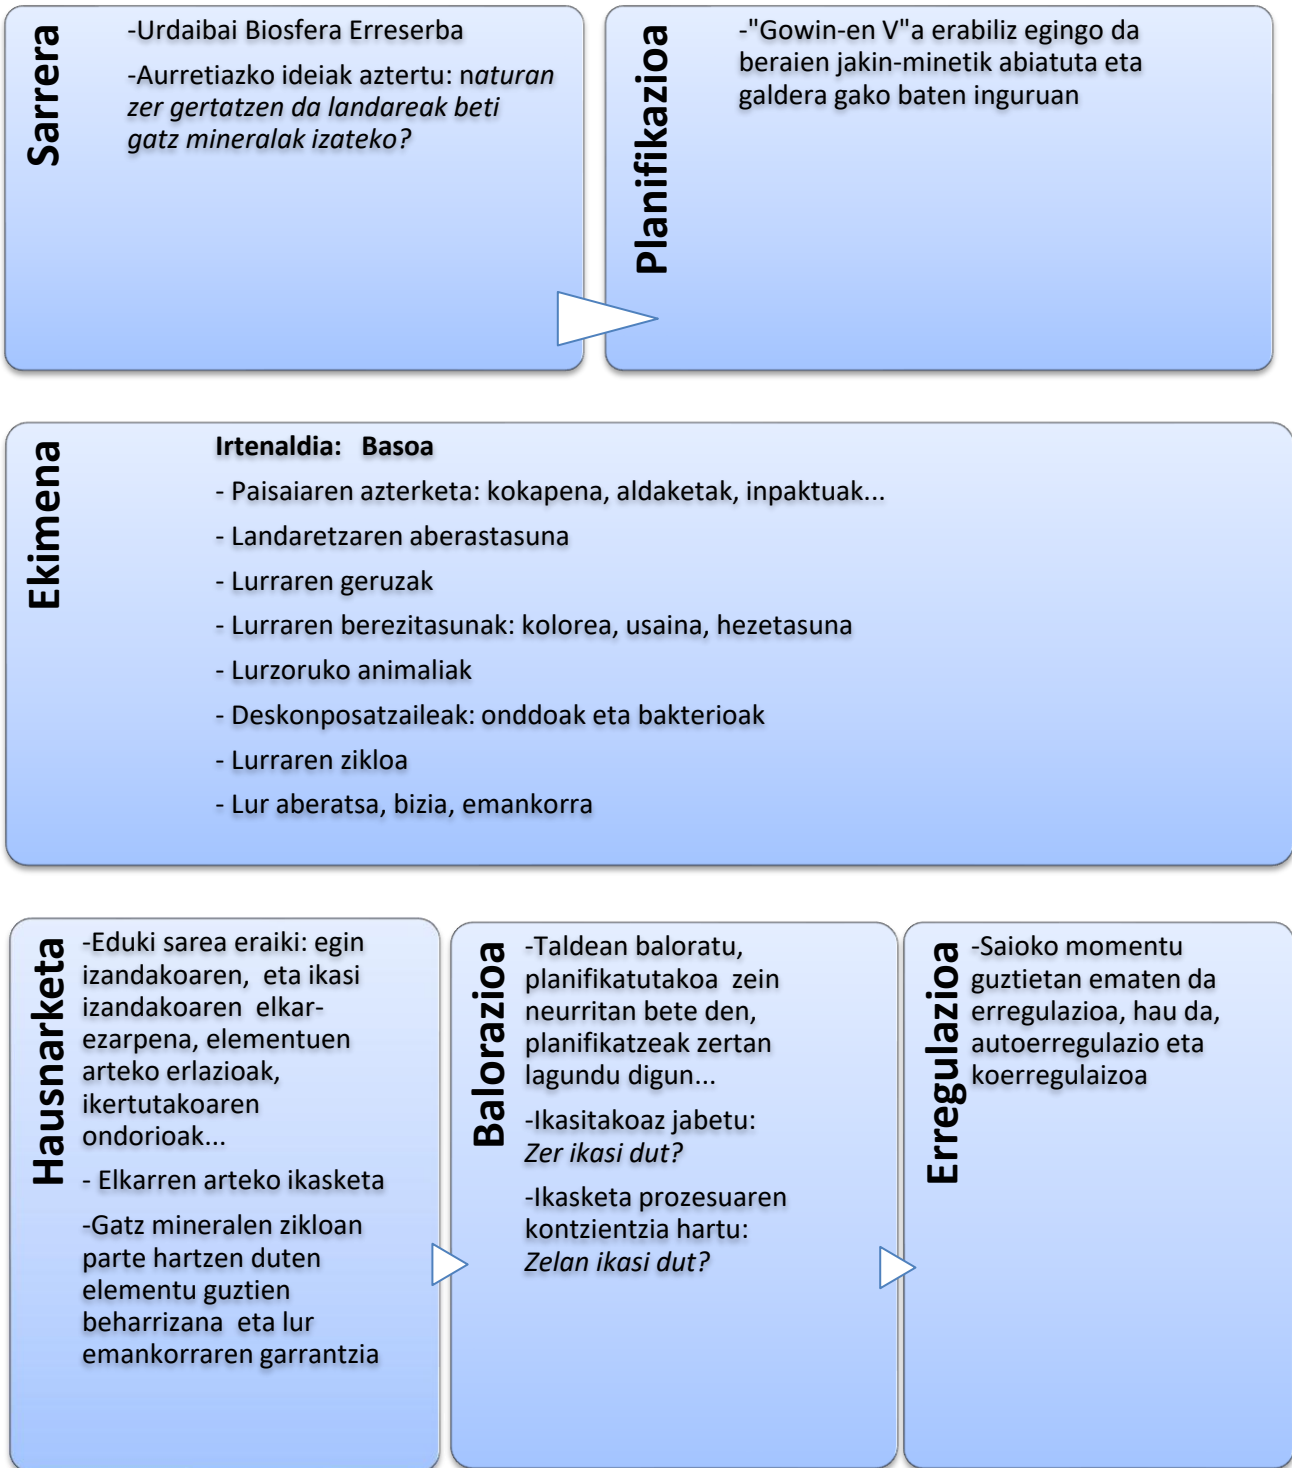 Sarrera
-Urdaibai Biosfera Erreserba
-Aurretiazko ideiak aztertu: naturan
zer gertatzen da landareak beti
gatz mineralak izateko?
Planifikazioa
-"Gowin-en V"a erabiliz egingo da
beraien jakin-minetik abiatuta eta
galdera gako baten inguruan
Ekimena
Irtenaldia: Basoa
- Paisaiaren azterketa: kokapena, aldaketak, inpaktuak...
- Landaretzaren aberastasuna
- Lurraren geruzak
- Lurraren berezitasunak: kolorea, usaina, hezetasuna
- Lurzoruko animaliak
- Deskonposatzaileak: onddoak eta bakterioak
- Lurraren zikloa
- Lur aberatsa, bizia, emankorra
Hausnarketa
-Eduki sarea eraiki: egin
izandakoaren, eta ikasi
izandakoaren elkar-
ezarpena, elementuen
arteko erlazioak,
ikertutakoaren
ondorioak...
- Elkarren arteko ikasketa
-Gatz mineralen zikloan
parte hartzen duten
elementu guztien
beharrizana eta lur
emankorraren garrantzia
Balorazioa
-Taldean baloratu,
planifikatutakoa zein
neurritan bete den,
planifikatzeak zertan
lagundu digun...
-Ikasitakoaz jabetu:
Zer ikasi dut?
-Ikasketa prozesuaren
kontzientzia hartu:
Zelan ikasi dut?
Erregulazioa
-Saioko momentu
guztietan ematen da
erregulazioa, hau da,
autoerregulazio eta
koerregulaizoa